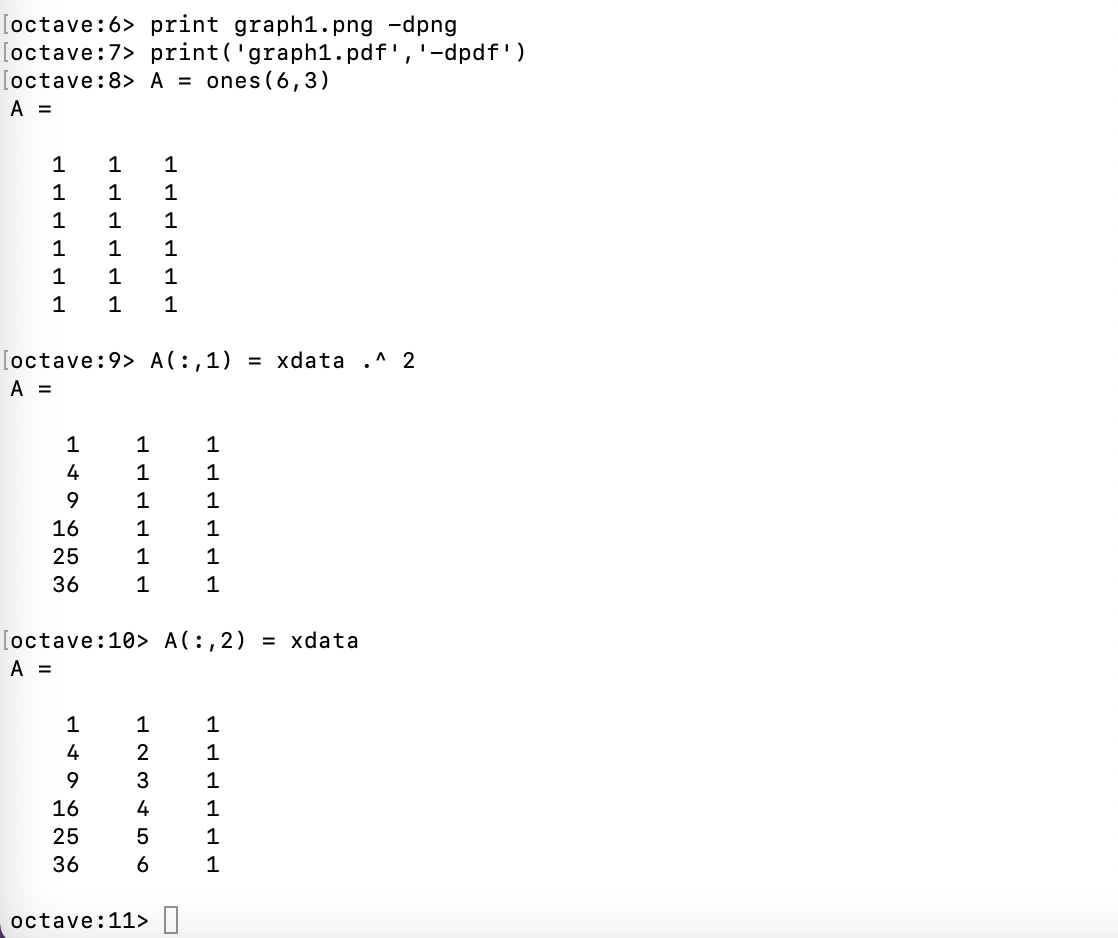 [octave:6> print graph1.png -dpng
[octave:7> print('graph1.pdf','-dpdf')
[octave:8> A = ones(6,3)
A =
1 1 1
1 1 1
1 1 1
1 1 1
1 1 1
1 1 1
[octave:9> A(:,1) = xdata .^ 2
A =
1 1 1
4 1 1
9 1 1
16 1 1
25 1 1
36 1 1
[octave:10> A(:,2) = xdata
A =
1 1 1
4 2 1
9 3 1
16 4 1
25 5 1
36 6 1
octave:11>